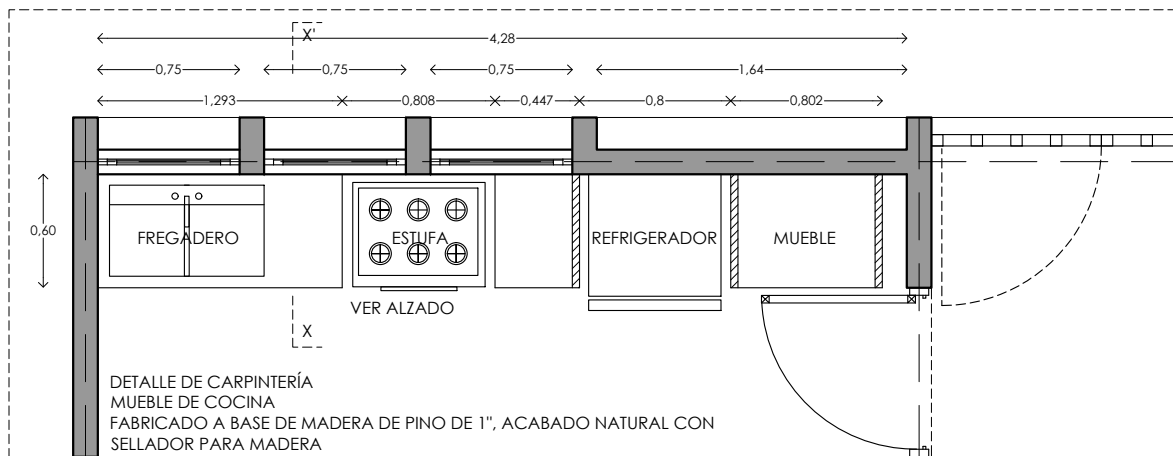 X'
4,28
0,75
0,75
0,75
1,64
1,293
0,808
0,447
0,8
0,802
0,60
FREGADERO
ESTUFA
REFRIGERADOR
MUEBLE
VER ALZADO
X
DETALLE DE CARPINTERÍA
MUEBLE DE COCINA
FABRICADO A BASE DE MADERA DE PINO DE 1", ACABADO NATURAL CON
SELLADOR PARA MADERA